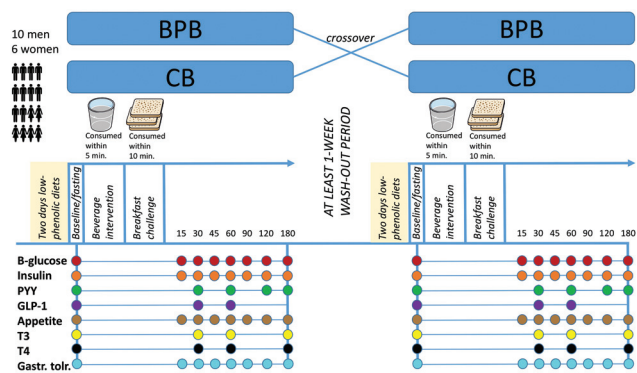 BPB
BPB
crossover
10 men
6 women
CB
CB
Consumed
within
5 min.
Consumed
within
10 min.
Consumed
within
5 min.
Consumed
within
10 min.
AT LEAST 1-WEEK
WASH-OUT PERIOD
Two days low-
phenolic diets
Baseline/fasting
Beverage
intervention
Breakfast
challenge
15 30 45 60 90 120 180
Two days low-
phenolic diets
Baseline/fasting
Beverage
intervention
Breakfast
challenge
15 30 45 60 90 120 180
B-glucose
Insulin
PYY
GLP-1
Appetite
T3
T4
Gastr. tolr.